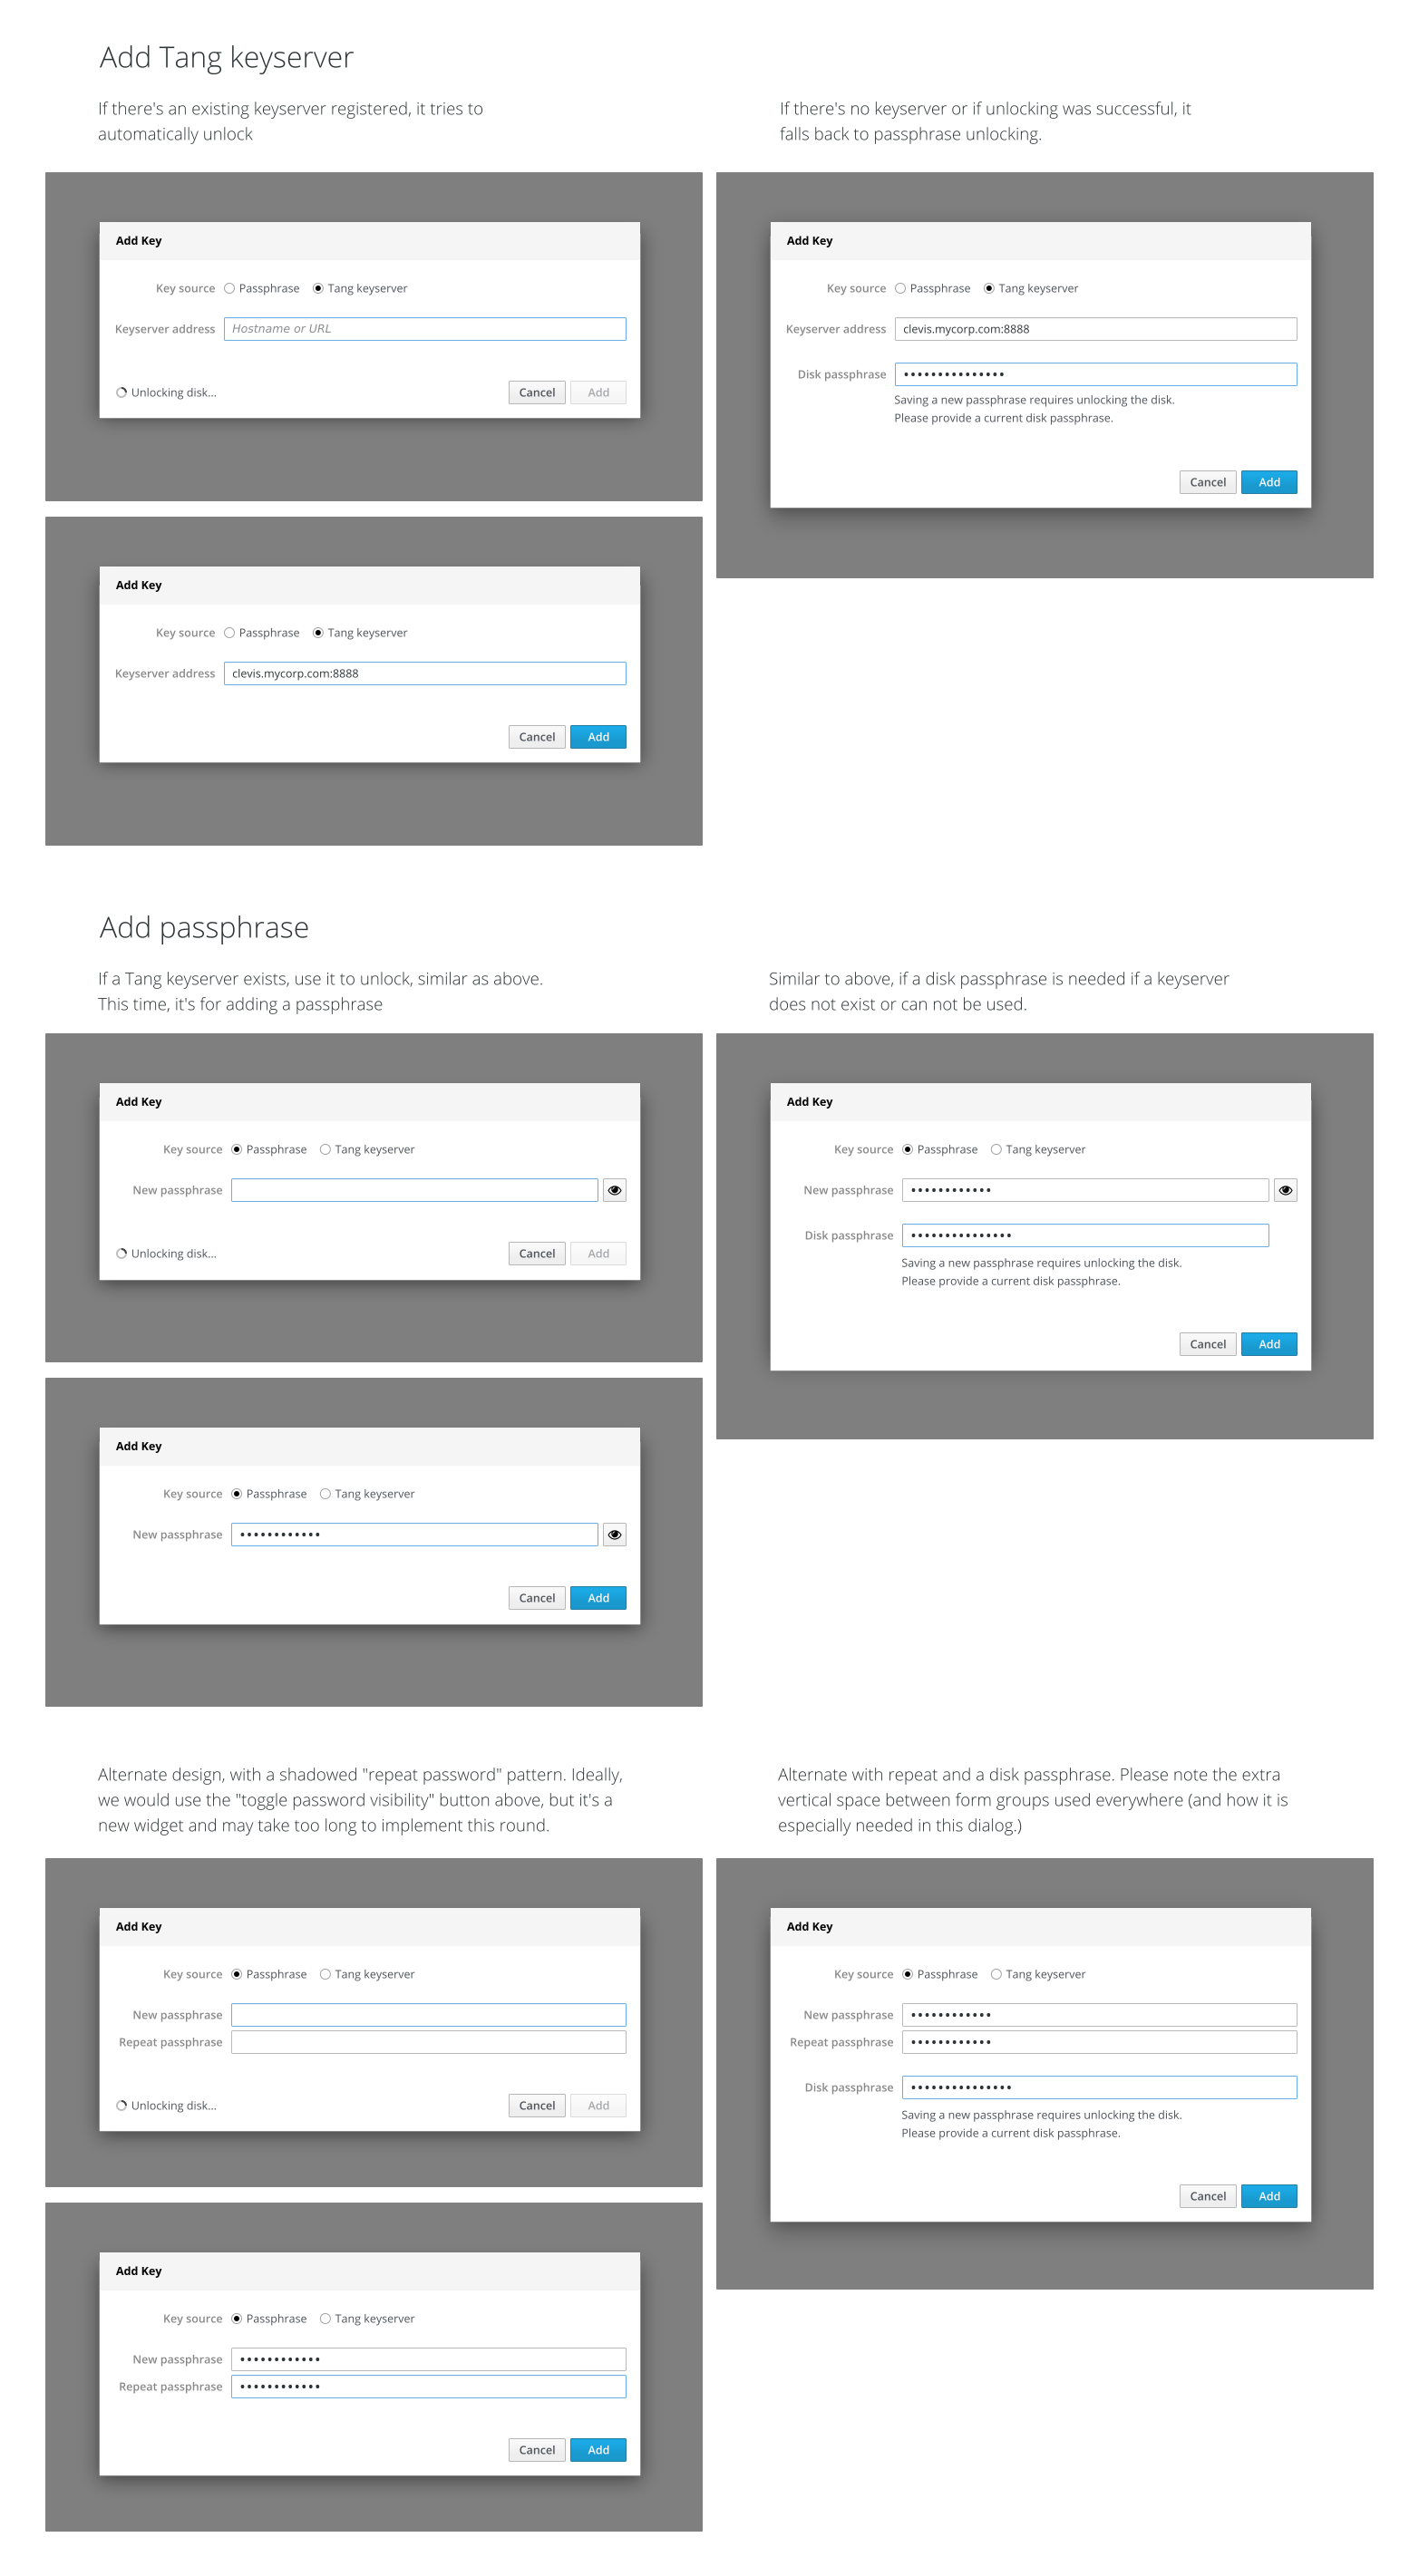 Add Tang keyserver
If there's an existing keyserver registered, it tries to
automatically unlock
If there's no keyserver or if unlocking was successful, it
falls back to passphrase unlocking.
Add Key
Key source Passphrase Tang keyserver
Keyserver address Hostname or URL
Unlocking disk... Cancel Add
Add Key
Key source Passphrase Tang keyserver
Keyserver address clevis.mycorp.com:8888
Disk passphrase •••••••••••••••
Saving a new passphrase requires unlocking the disk.
Please provide a current disk passphrase.
Cancel Add
Add Key
Key source Passphrase Tang keyserver
Keyserver address clevis.mycorp.com:8888
Cancel Add
Add passphrase
If a Tang keyserver exists, use it to unlock, similar as above.
This time, it's for adding a passphrase
Similar to above, if a disk passphrase is needed if a keyserver
does not exist or can not be used.
Add Key
Key source Passphrase Tang keyserver
New passphrase
Unlocking disk... Cancel Add
Add Key
Key source Passphrase Tang keyserver
New passphrase ••••••••••••
Disk passphrase •••••••••••••••
Saving a new passphrase requires unlocking the disk.
Please provide a current disk passphrase.
Cancel Add
Add Key
Key source Passphrase Tang keyserver
New passphrase ••••••••••••
Cancel Add
Alternate design, with a shadowed "repeat password" pattern. Ideally,
we would use the "toggle password visibility" button above, but it's a
new widget and may take too long to implement this round.
Alternate with repeat and a disk passphrase. Please note the extra
vertical space between form groups used everywhere (and how it is
especially needed in this dialog.)
Add Key
Key source Passphrase Tang keyserver
New passphrase
Repeat passphrase
Unlocking disk... Cancel Add
Add Key
Key source Passphrase Tang keyserver
New passphrase ••••••••••••
Repeat passphrase ••••••••••••
Disk passphrase •••••••••••••••
Saving a new passphrase requires unlocking the disk.
Please provide a current disk passphrase.
Cancel Add
Add Key
Key source Passphrase Tang keyserver
New passphrase ••••••••••••
Repeat passphrase ••••••••••••
Cancel Add